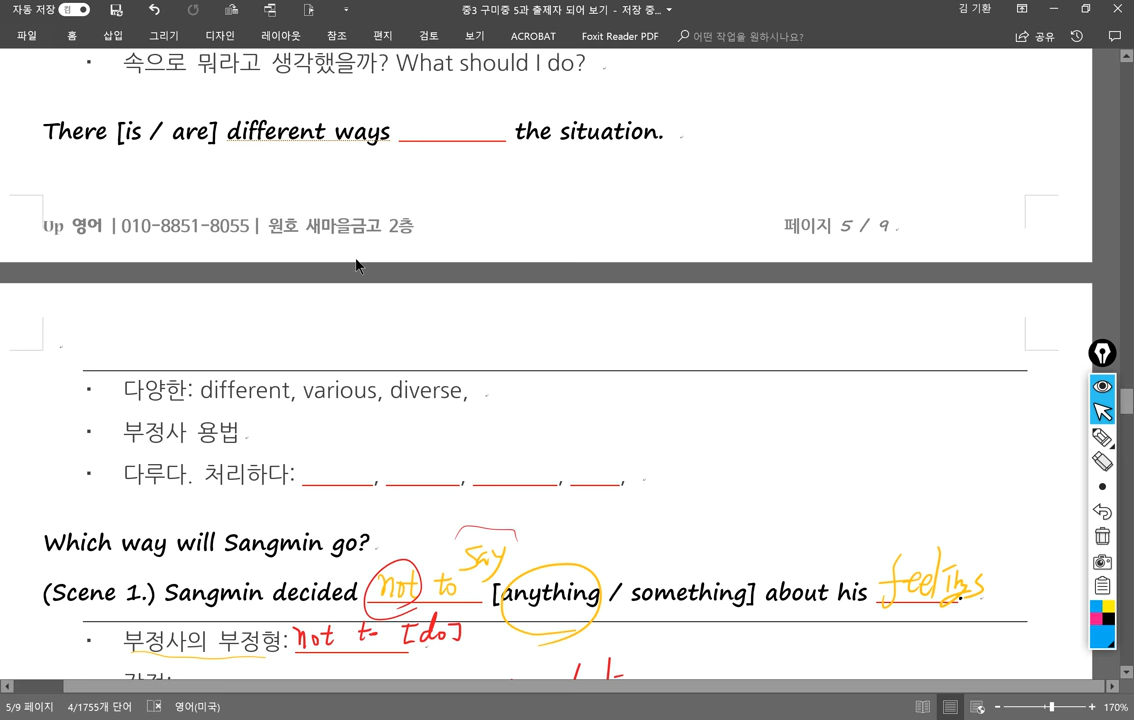 자동 저장 컴 중3 구미중 5과 출제자 되어 보기 - 저장 중... 김 기환
파일 홈 삽입 그리기 디자인 레이아웃 참조 편지 검토 보기 ACROBAT Foxit Reader PDF 어떤 작업을 원하시나요? 공유
· 속으로 뭐라고 생각했을까? What should I do?
There [is / are] different ways ________ the situation.
Up 영어 | 010-8851-8055 | 원호 새마을금고 2층 페이지 5 / 9
· 다양한: different, various, diverse,
· 부정사 용법
· 다루다. 처리하다: ______, ______, ______, ______,
Which way will Sangmin go?
(Scene 1.) Sangmin decided not to say [anything / something] about his feelings.
· 부정사의 부정형: not to [do]
5/9 페이지 4/1755개 단어 영어(미국) 170%